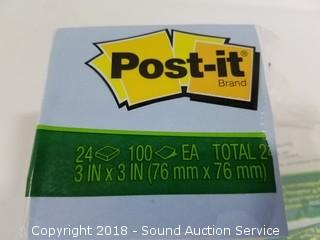 Post-it®
Brand
24 100 EA TOTAL 24
3 IN x 3 IN (76 mm x 76 mm)
Copyright 2018 - Sound Auction Service